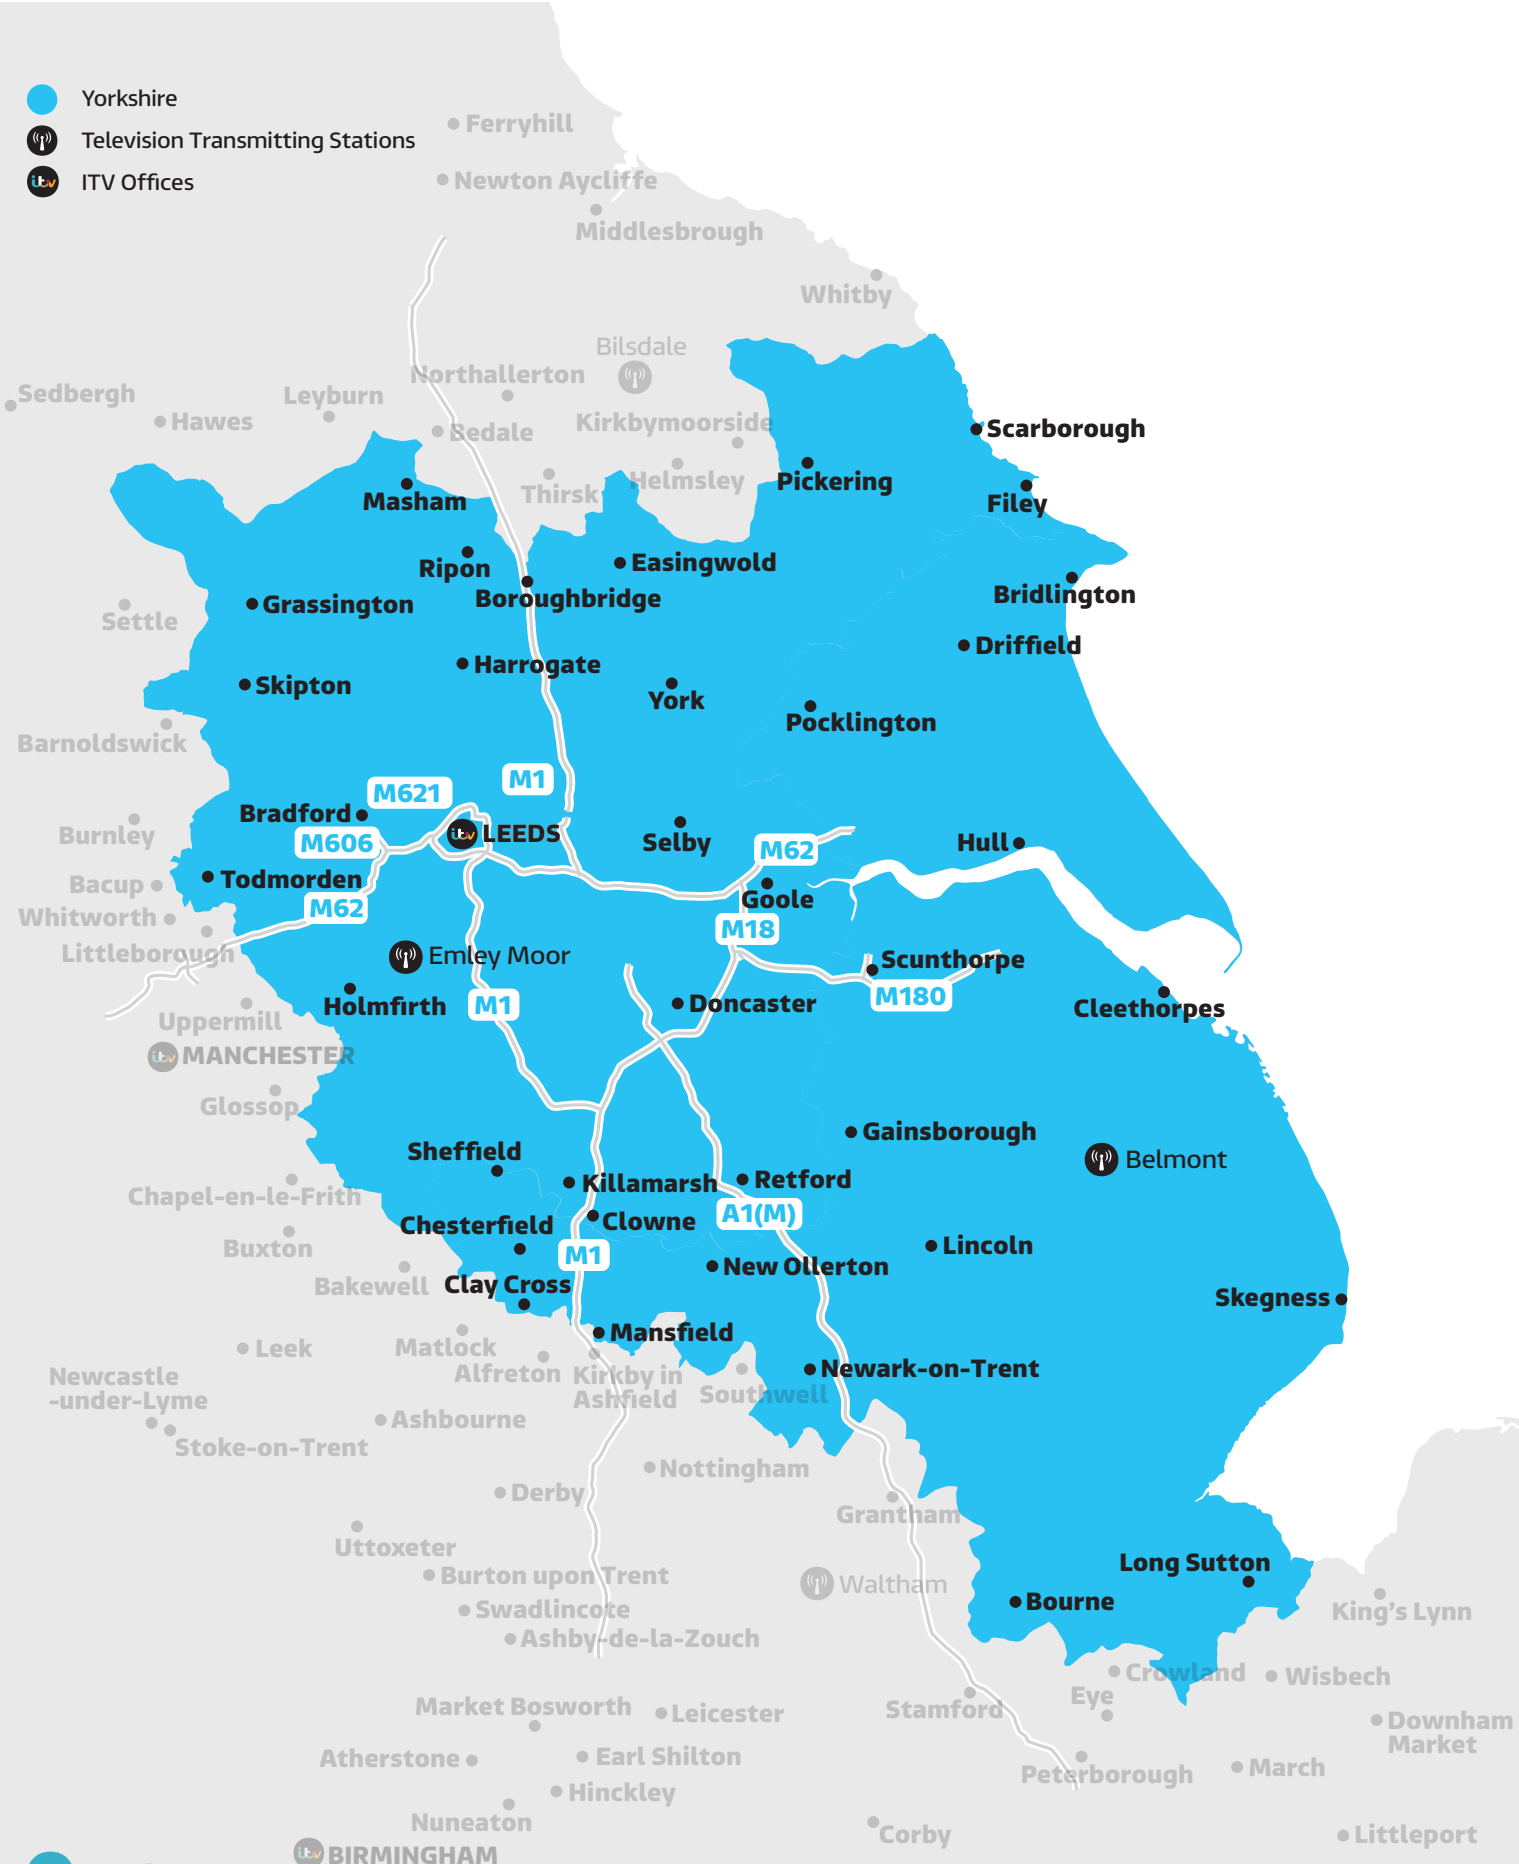 Yorkshire
Television Transmitting Stations
itv ITV Offices
Ferryhill
Newton Aycliffe
Middlesbrough
Whitby
Bilsdale
Northallerton
Sedbergh
Leyburn
Hawes
Kirkbymoorside
Bedale
Scarborough
Helmsley
Pickering
Thirsk
Masham
Filey
Ripon
Easingwold
Boroughbridge
Bridlington
Grassington
Settle
Driffield
Harrogate
Skipton
York
Pocklington
Barnoldswick
M1
M621
Bradford
Burnley
M606
itv LEEDS
Selby
M62
Hull
Todmorden
Bacup
Goole
M62
Whitworth
M18
Littleborough
Emley Moor
Scunthorpe
M180
Holmfirth
M1
Doncaster
Cleethorpes
Uppermill
itv MANCHESTER
Glossop
Gainsborough
Sheffield
Belmont
Killamarsh
Retford
Chapel-en-le-Frith
A1(M)
Chesterfield
Clowne
Buxton
M1
Lincoln
New Ollerton
Bakewell
Clay Cross
Skegness
Mansfield
Leek
Matlock
Alfreton
Kirkby in
Ashfield
Newark-on-Trent
Southwell
Newcastle
-under-Lyme
Ashbourne
Stoke-on-Trent
Nottingham
Derby
Grantham
Uttoxeter
Long Sutton
Burton upon Trent
Waltham
Bourne
Swadlincote
King's Lynn
Ashby-de-la-Zouch
Crowland
Wisbech
Eye
Market Bosworth
Leicester
Stamford
Downham
Market
Atherstone
Earl Shilton
Peterborough
March
Hinckley
Nuneaton
Corby
Littleport
itv BIRMINGHAM